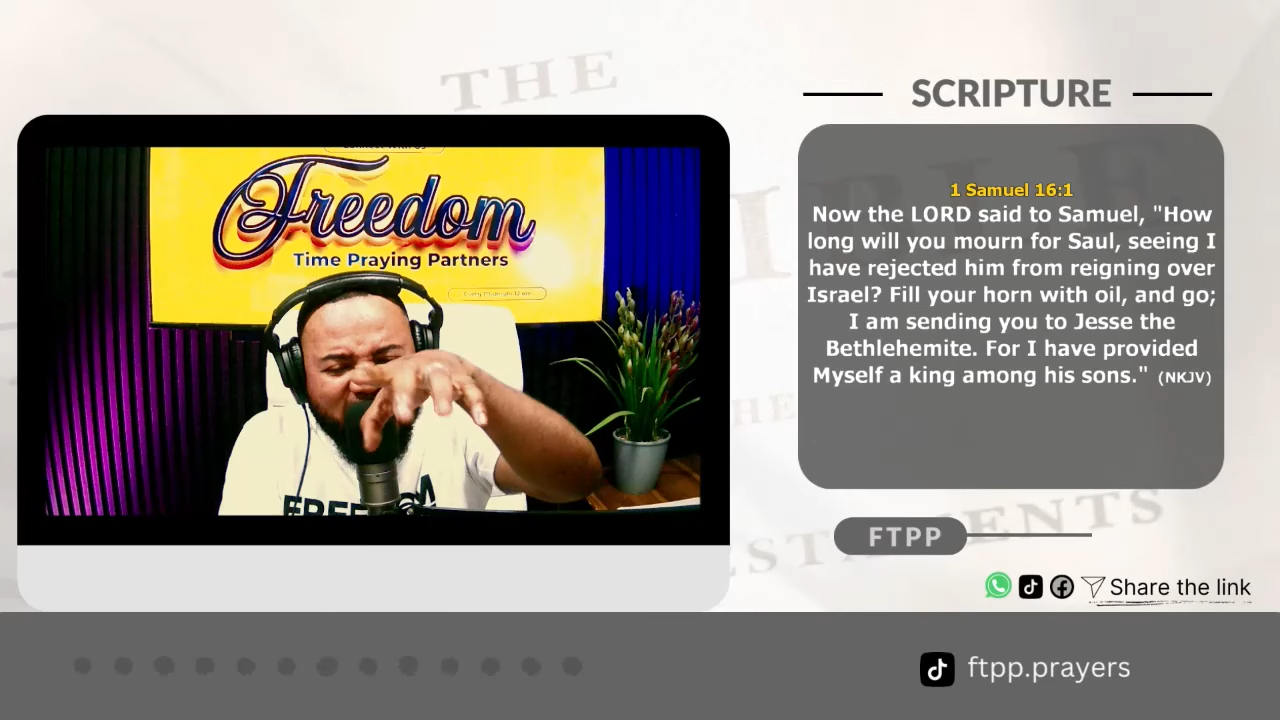 THE
SCRIPTURE
Freedom
Time Praying Partners
1 Samuel 16:1
Now the LORD said to Samuel, "How
long will you mourn for Saul, seeing I
have rejected him from reigning over
Israel? Fill your horn with oil, and go;
I am sending you to Jesse the
Bethlehemite. For I have provided
Myself a king among his sons." (NKJV)
FTPP
Share the link
ftpp.prayers